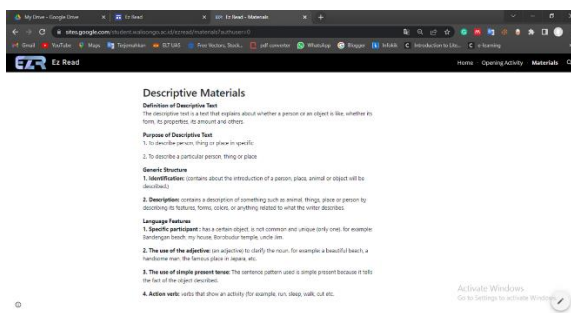 My Drive - Google Drive
Ez Read
Ez Read - Materials
sites.google.com/student.walisongo.ac.id/ezread/materials?authuser=0
Gmail YouTube Maps Terjemahkan Free Vectors, Stock... pdf converter WhatsApp Blogger Introduction to Lite... e-learning
EZR Ez Read
Home Opening Activity Materials
Descriptive Materials
Definition of Descriptive Text
The descriptive text is a text that explains about whether a person or an object is like, whether its
form, its properties, its amount and others.
Purpose of Descriptive Text
1. To describe person, thing or place in specific
2. To describe a particular person, thing or place
Generic Structure
1. Identification: (contains about the introduction of a person, place, animal or object will be
described.)
2. Description: contains a description of something such as animal, things, place or person by
describing its features, forms, colors, or anything related to what the writer describes.
Language Features
1. Specific participant : has a certain object, is not common and unique (only one). for example:
Bandengan beach, my house, Borobudur temple, uncle Jim.
2. The use of the adjective: (an adjective) to clarify the noun, for example: a beautiful beach, a
handsome man, the famous place in Jepara, etc.
3. The use of simple present tense: The sentence pattern used is simple present because it tells
the fact of the object described.
4. Action verb: verbs that show an activity (for example, run, sleep, walk, cut etc.
Activate Windows
Go to Settings to activate Windows